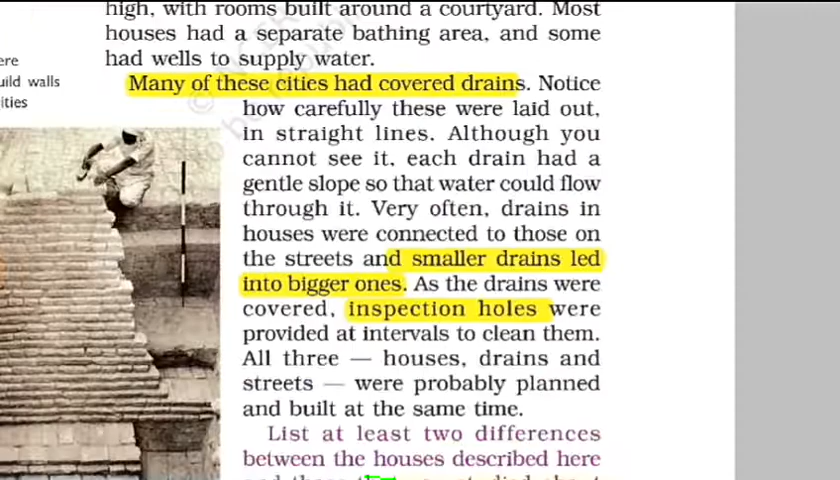 high, with rooms built around a courtyard. Most
houses had a separate bathing area, and some
had wells to supply water.
ere
uild walls
ities
Many of these cities had covered drains. Notice
how carefully these were laid out,
in straight lines. Although you
cannot see it, each drain had a
gentle slope so that water could flow
through it. Very often, drains in
houses were connected to those on
the streets and smaller drains led
into bigger ones. As the drains were
covered, inspection holes were
provided at intervals to clean them.
All three — houses, drains and
streets — were probably planned
and built at the same time.
List at least two differences
between the houses described here